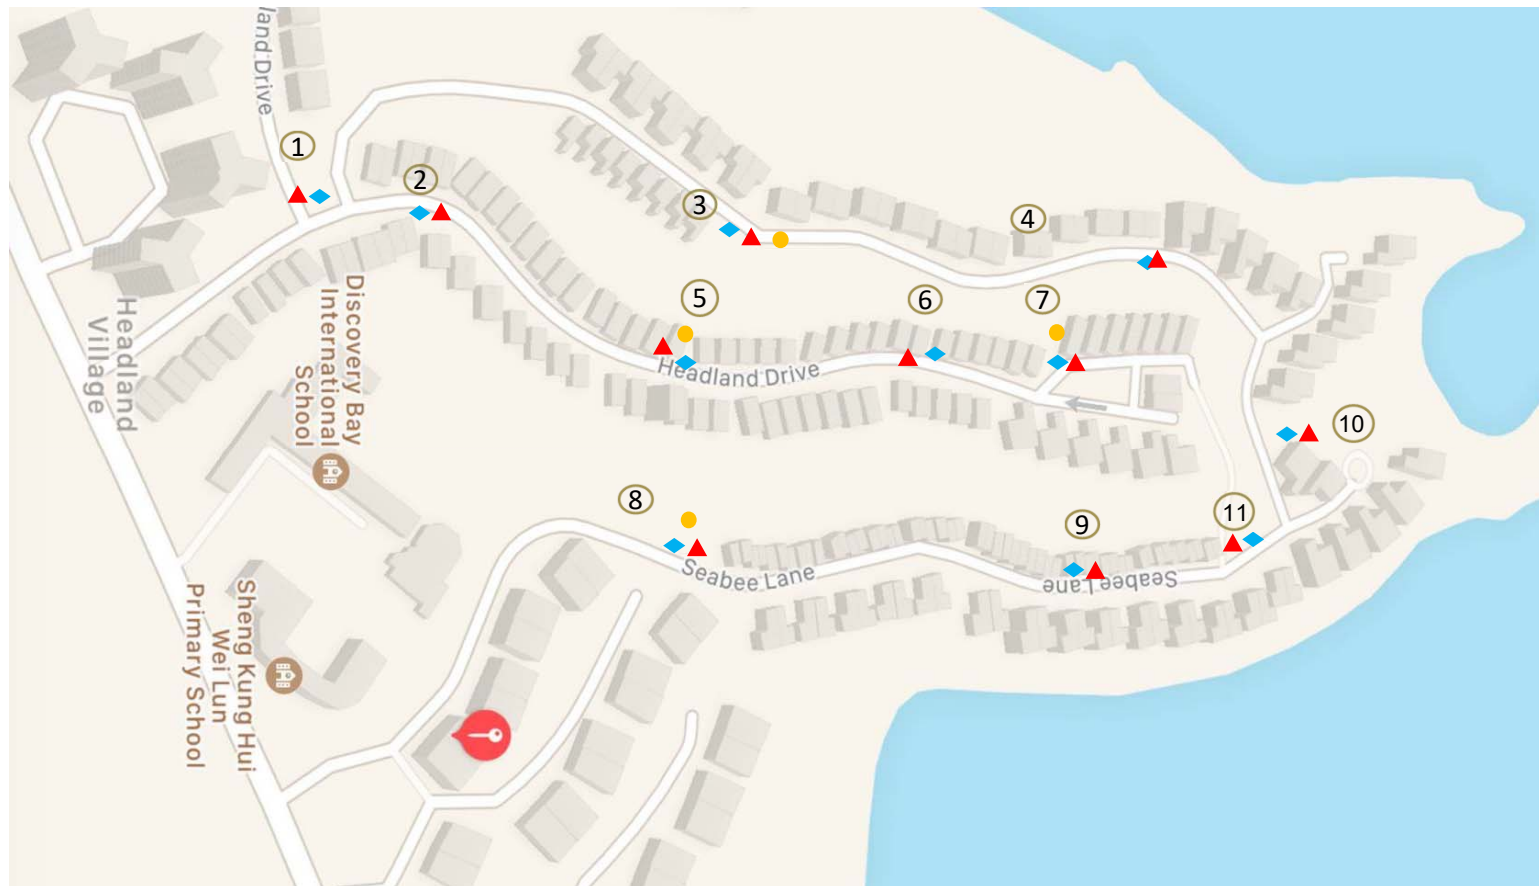 land Drive
1
2
3
4
Headland
Village
Discovery Bay
International
School
5
6
7
Headland Drive
8
9
10
11
Seabee Lane
Seabee Lane
Sheng Kung Hui
Wei Lun
Primary School